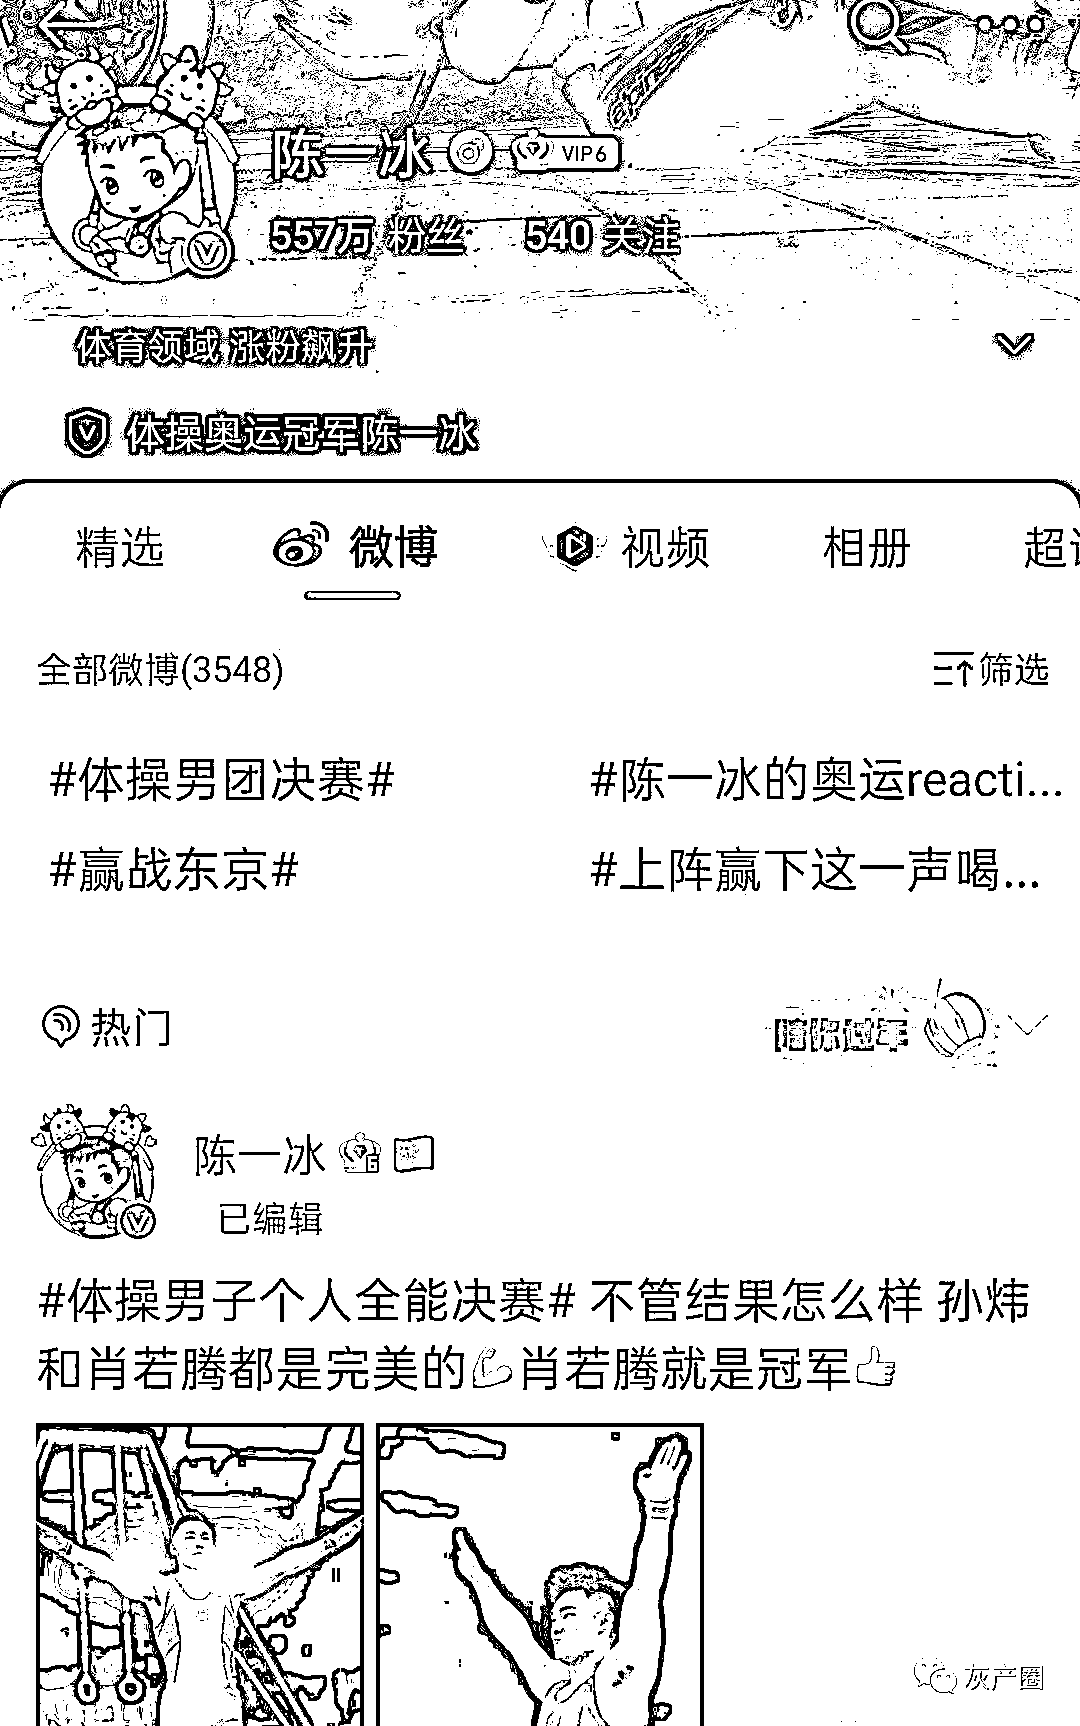 陈一冰 VIP6
557万 粉丝 540 关注
体育领域 涨粉飙升
体操奥运冠军陈一冰
精选 微博 视频 相册 超
全部微博(3548) 筛选
#体操男团决赛# #陈一冰的奥运reacti...
#赢战东京# #上阵赢下这一声喝...
热门 陪你过年
陈一冰
已编辑
#体操男子个人全能决赛# 不管结果怎么样 孙炜
和肖若腾都是完美的💪肖若腾就是冠军👍
灰产圈